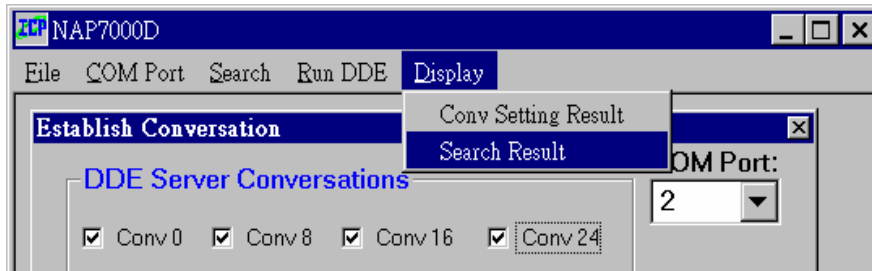 ICP NAP7000D
File COM Port Search Run DDE Display
Conv Setting Result
Establish Conversation
Search Result
OM Port:
DDE Server Conversations
2
Conv 0 Conv 8 Conv 16 Conv 24